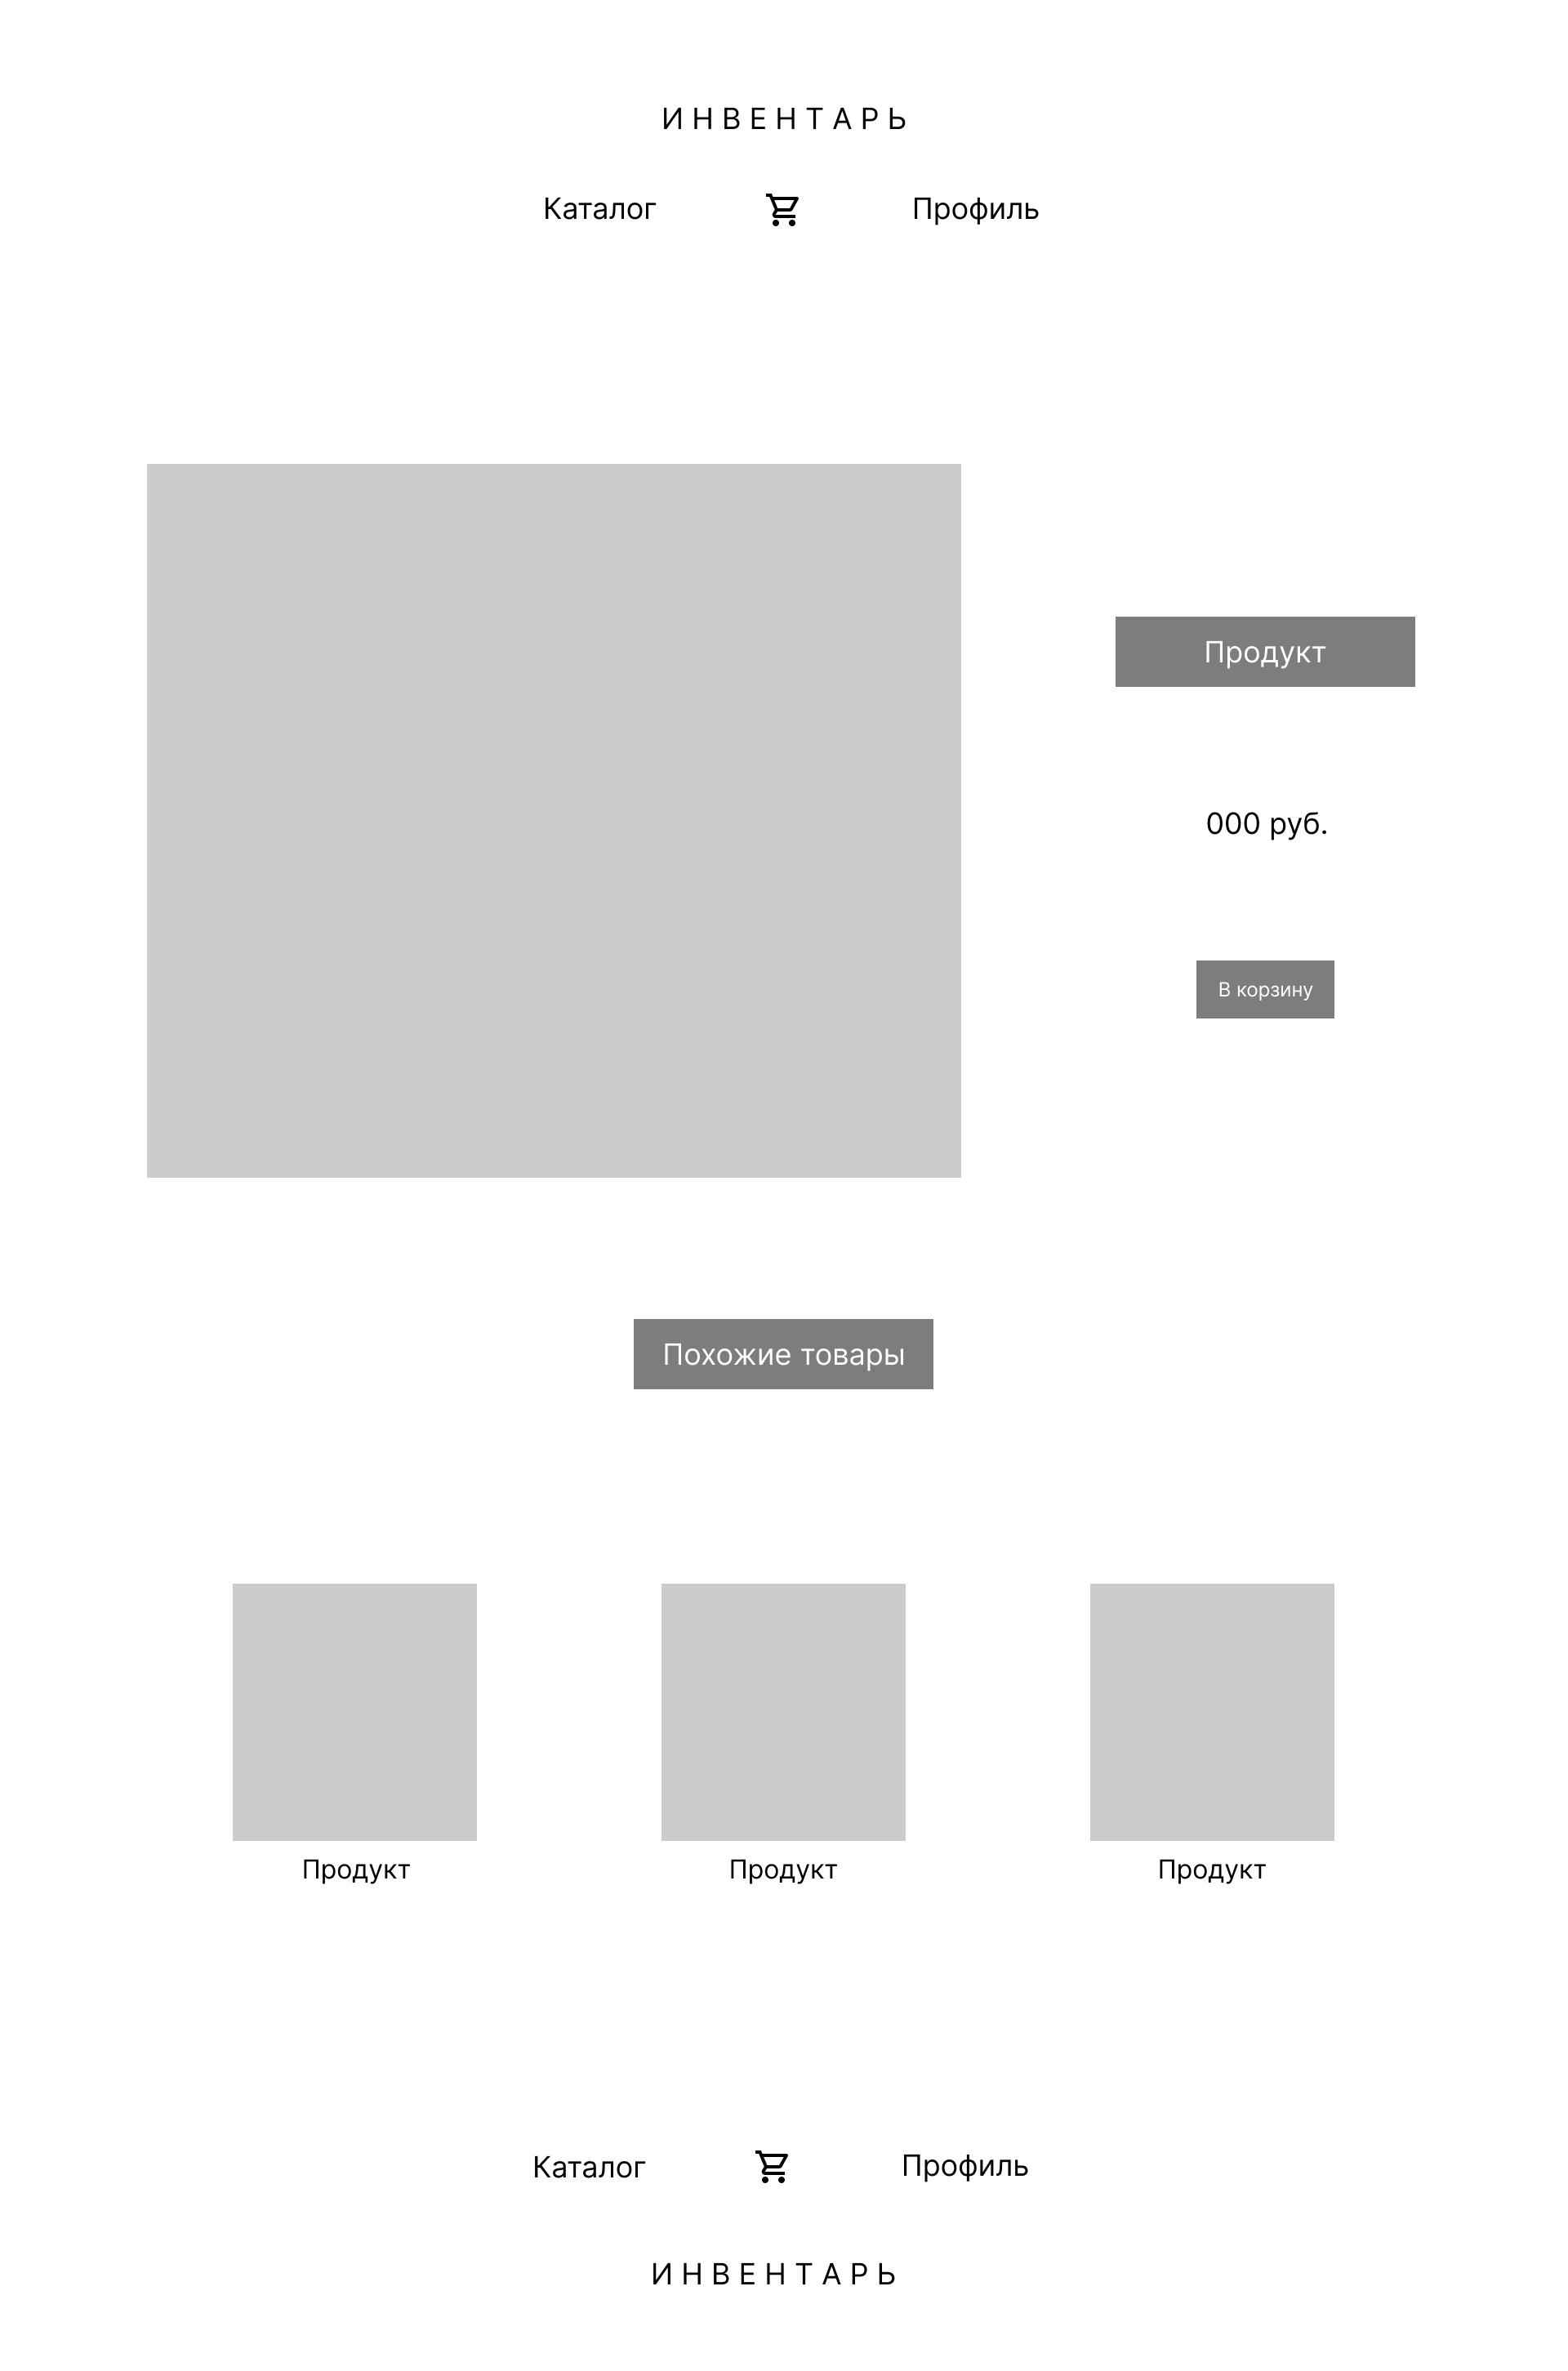 ИНВЕНТАРЬ
Каталог
Профиль
Продукт
000 руб.
В корзину
Похожие товары
Продукт
Продукт
Продукт
Каталог
Профиль
ИНВЕНТАРЬ